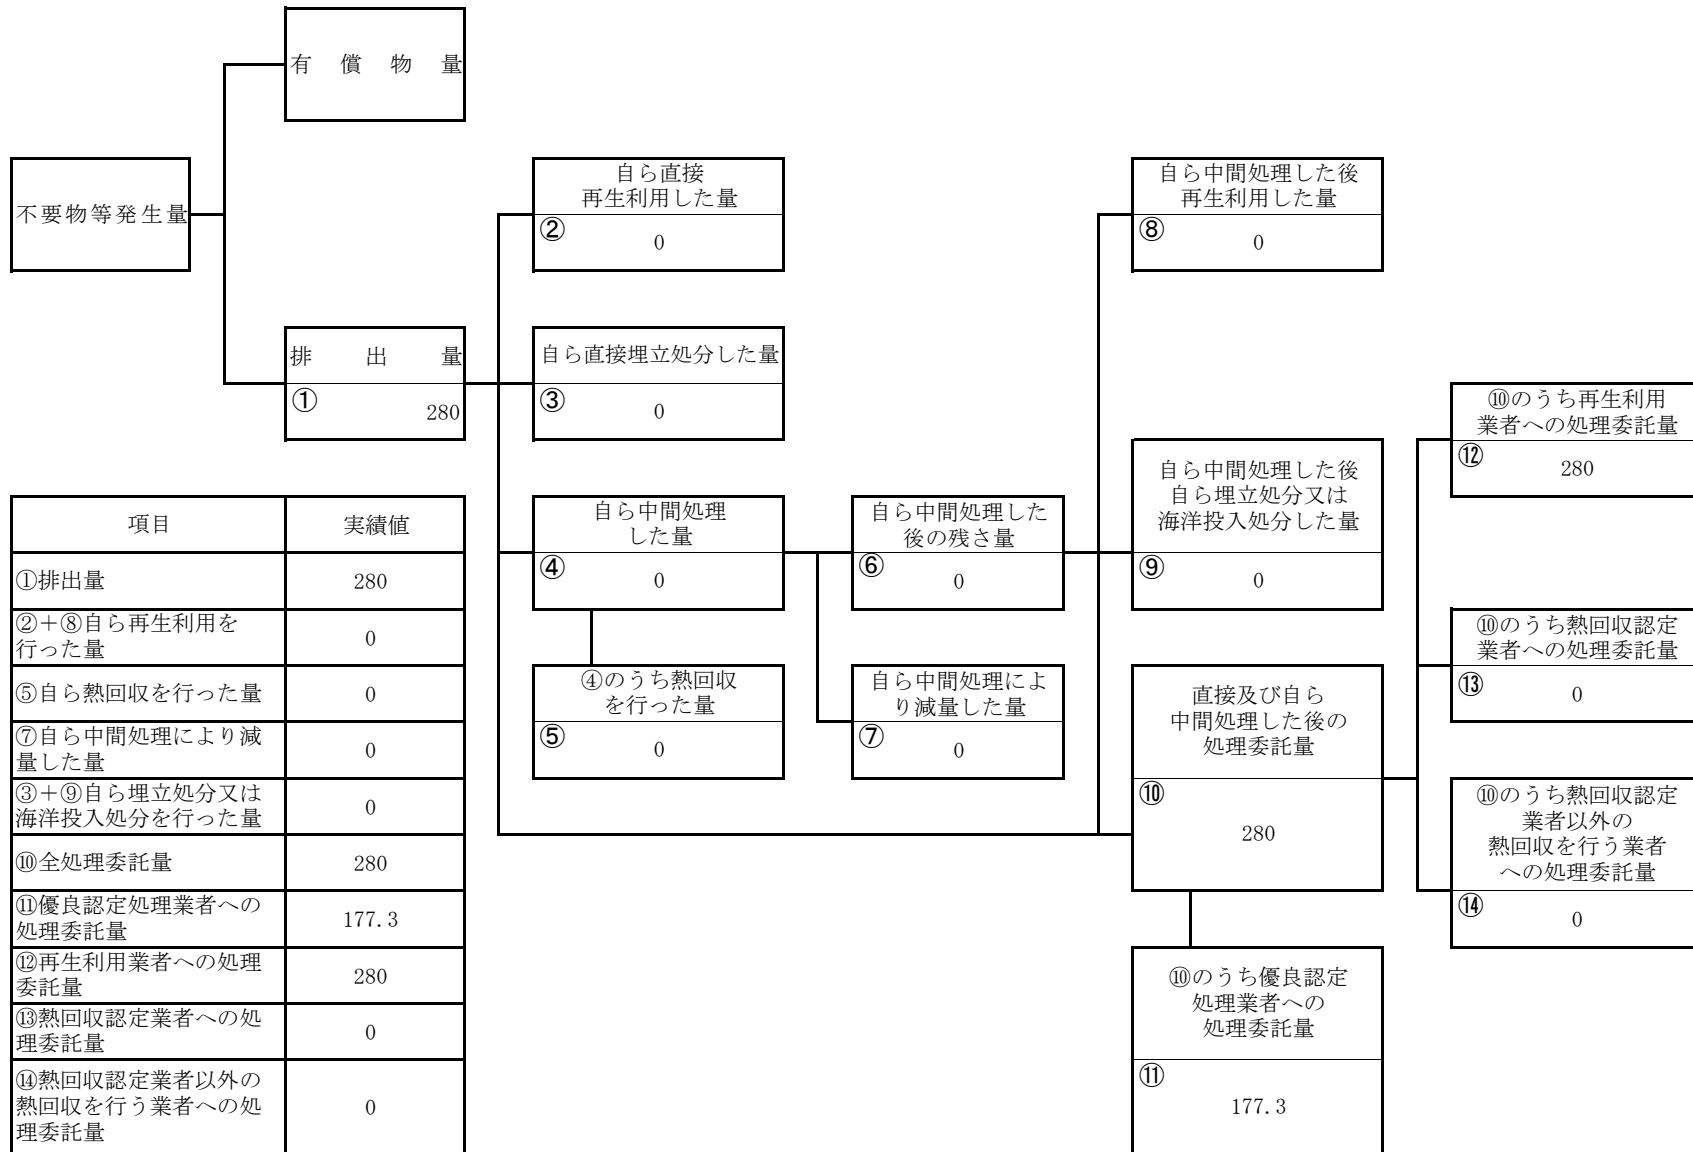 有償物量
不要物等発生量
排出量
①
280
自ら直接
再生利用した量
②
0
自ら直接埋立処分した量
③
0
自ら中間処理
した量
④
0
④のうち熱回収
を行った量
⑤
0
自ら中間処理した
後の残さ量
⑥
0
自ら中間処理によ
り減量した量
⑦
0
自ら中間処理した後
再生利用した量
⑧
0
自ら中間処理した後
自ら埋立処分又は
海洋投入処分した量
⑨
0
直接及び自ら
中間処理した後の
処理委託量
⑩
280
⑩のうち優良認定
処理業者への
処理委託量
⑪
177.3
⑩のうち再生利用
業者への処理委託量
⑫
280
⑩のうち熱回収認定
業者への処理委託量
⑬
0
⑩のうち熱回収認定
業者以外の
熱回収を行う業者
への処理委託量
⑭
0
項目 実績値
①排出量 280
②＋⑧自ら再生利用を
行った量
0
⑤自ら熱回収を行った量 0
⑦自ら中間処理により減
量した量
0
③＋⑨自ら埋立処分又は
海洋投入処分を行った量
0
⑩全処理委託量 280
⑪優良認定処理業者への
処理委託量
177.3
⑫再生利用業者への処理
委託量
280
⑬熱回収認定業者への処
理委託量
0
⑭熱回収認定業者以外の
熱回収を行う業者への処
理委託量
0